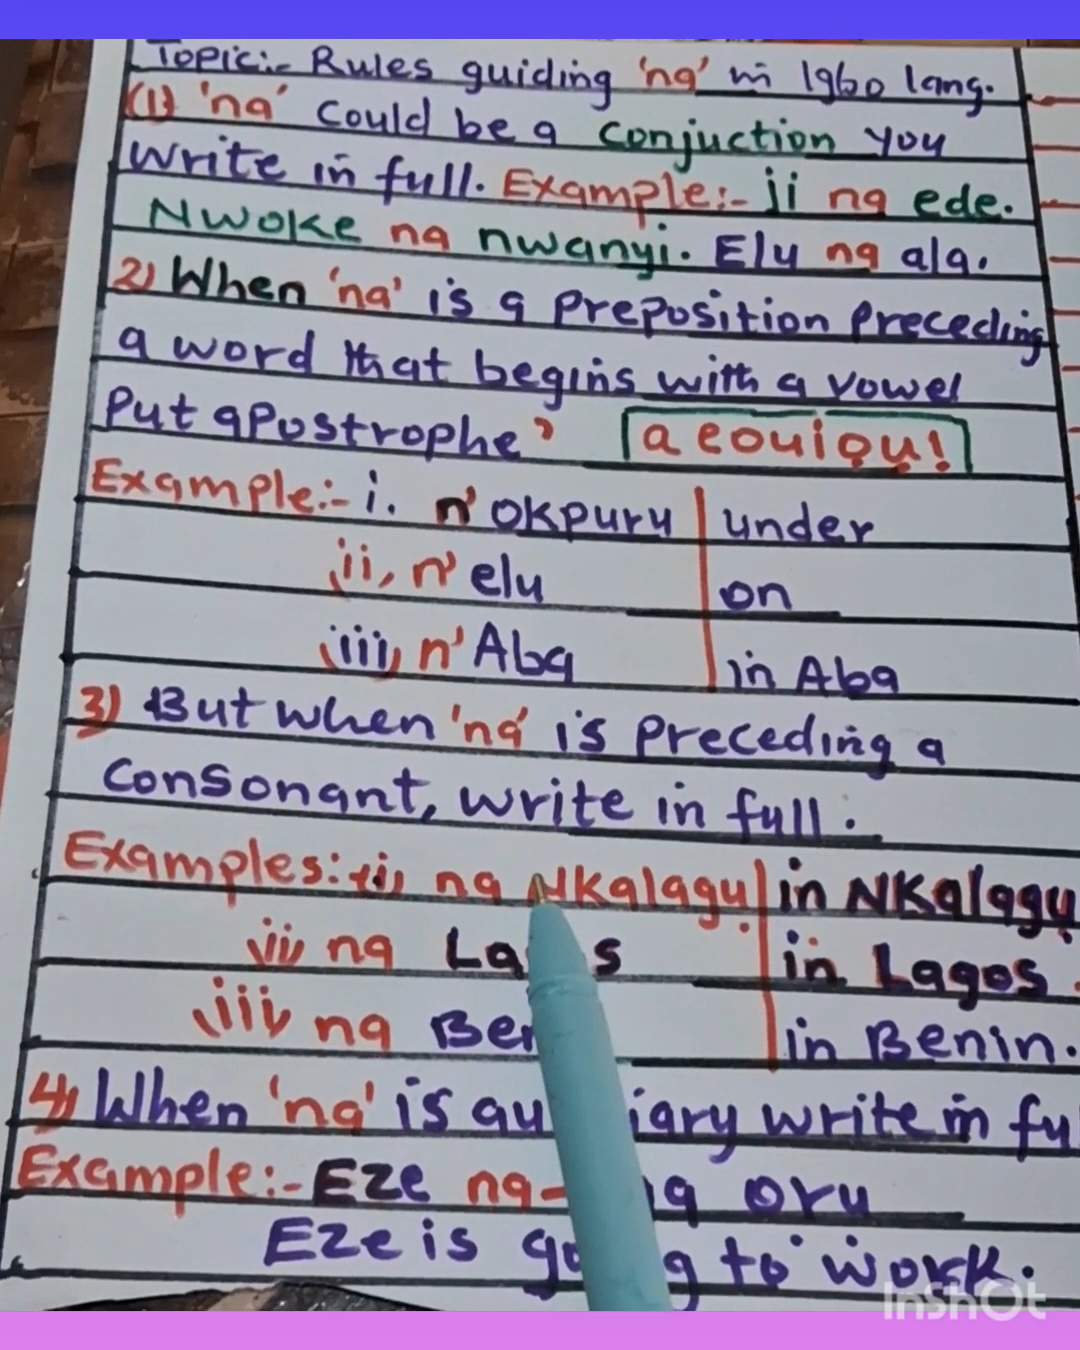 Topic:- Rules guiding 'na' in Igbo lang.
(1) 'na' could be a conjuction you
write in full. Example:- ji na ede.
Nwoke na nwanyi. Elu na ala.
2) When 'na' is a preposition preceding
a word that begins with a vowel
put apostrophe ' a e o u i ọ ụ ị
Example:- i. n' okpuru | under
ii, n' elu | on
iii, n' Aba | in Aba
3) But when 'na' is preceding a
consonant, write in full.
Examples:- i, na Nkalagụ | in Nkalagụ
ii, na | in Lagos.
iii, na | in Benin.
4) When 'na' is write in
Example:- Eze na- oru
Eze is to work.
InShOt